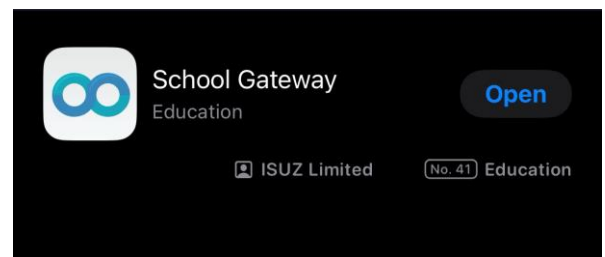 School Gateway
Education
Open
ISUZ Limited
No. 41 Education